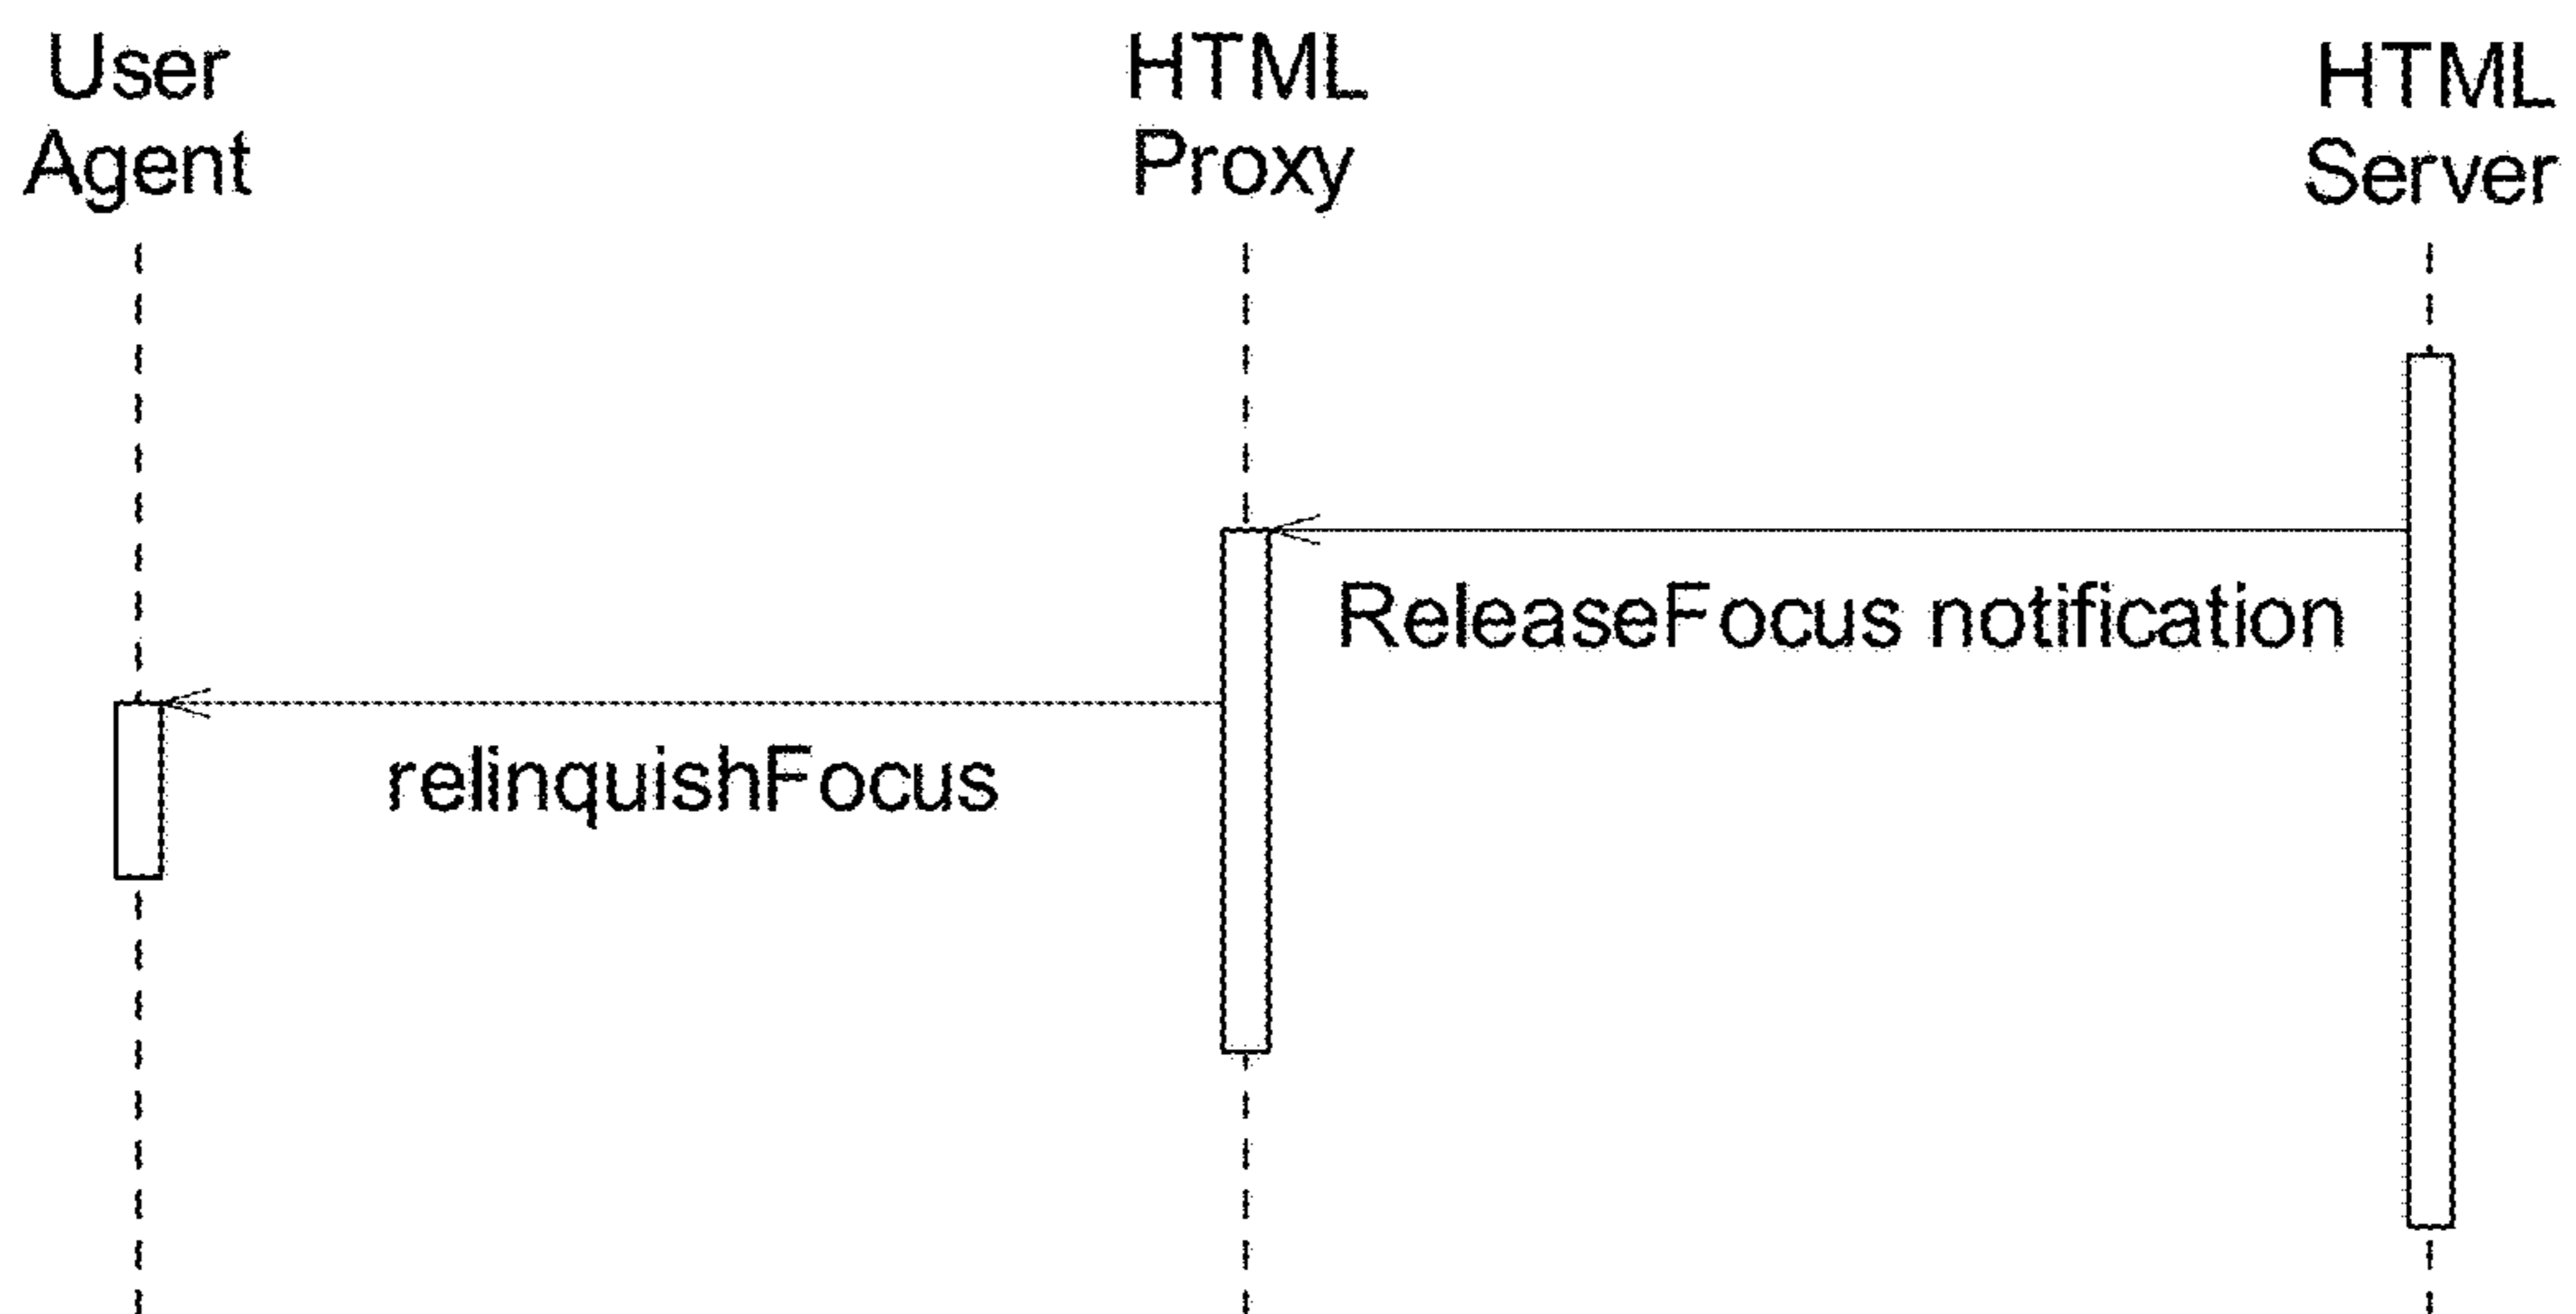 User
Agent
HTML
Proxy
HTML
Server
ReleaseFocus notification
relinquishFocus